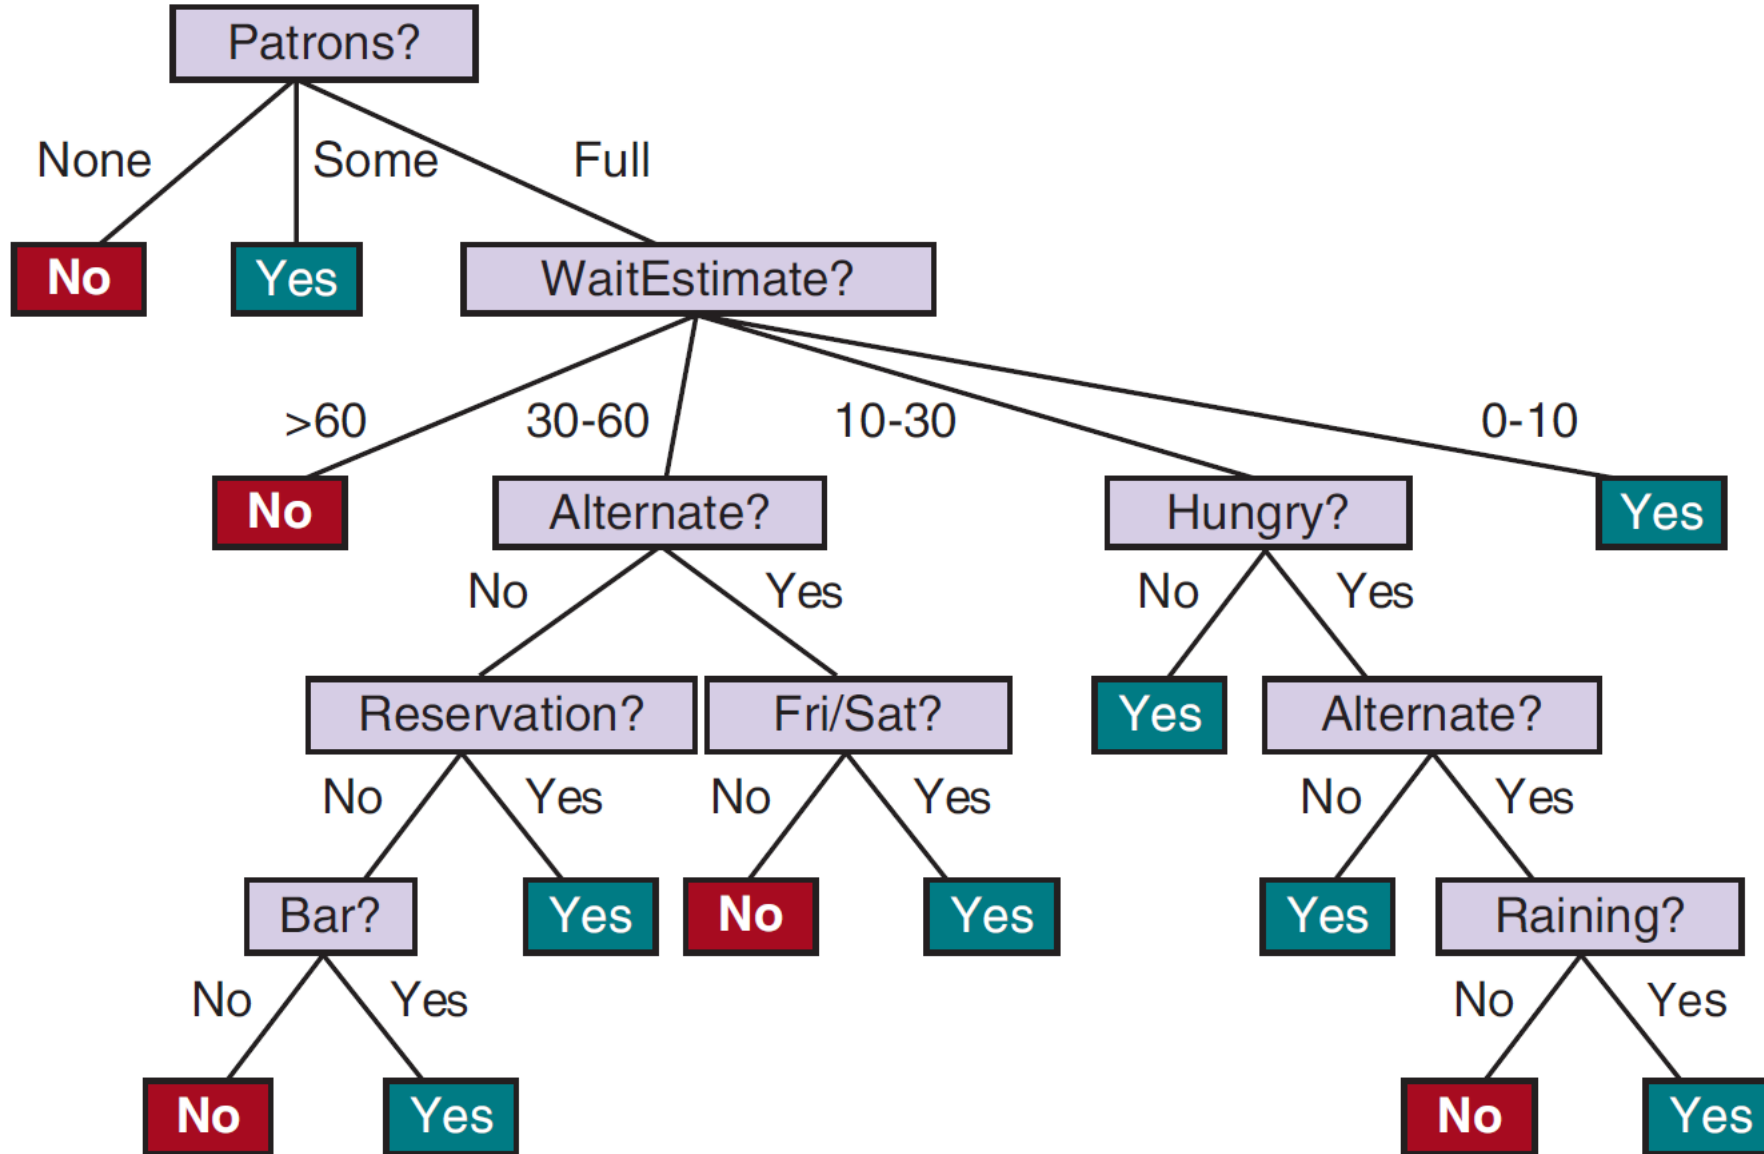 Patrons?
None Some Full
No Yes WaitEstimate?
>60 30-60 10-30 0-10
No Alternate? Hungry? Yes
No Yes No Yes
Reservation? Fri/Sat? Yes Alternate?
No Yes No Yes No Yes
Bar? Yes No Yes Yes Raining?
No Yes No Yes
No Yes No Yes